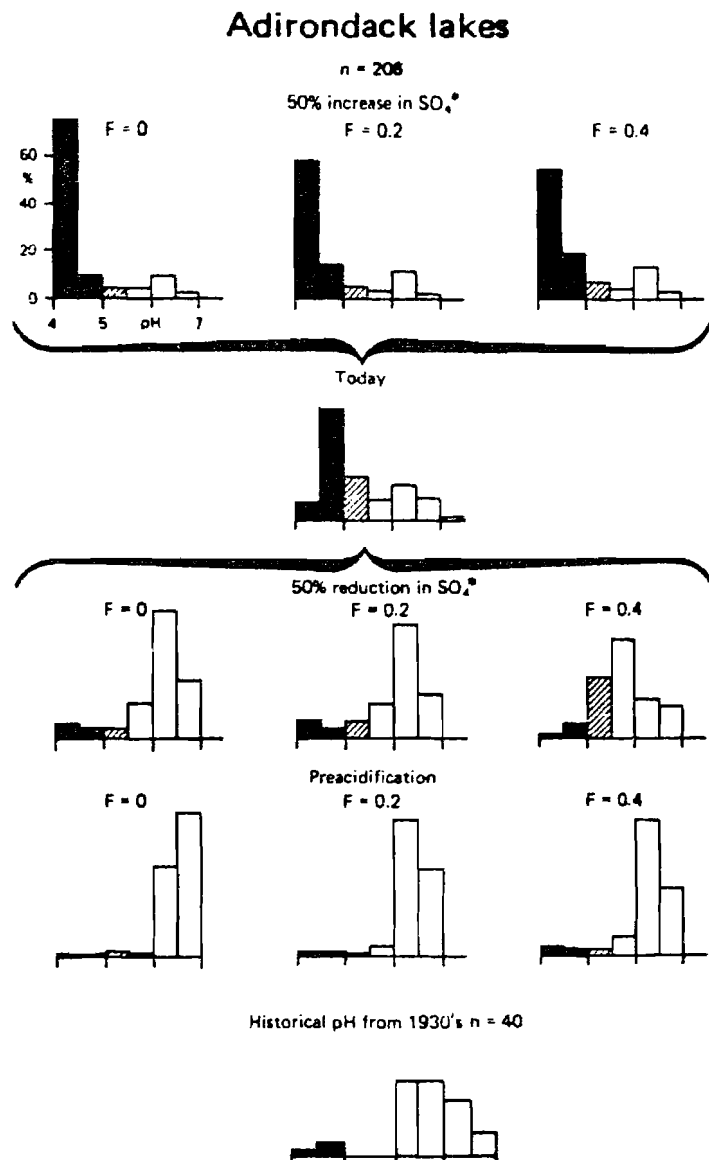 Adirondack lakes
n = 206
50% increase in SO₄*
F = 0 F = 0.2 F = 0.4
60
%
40
20
0
4 5 pH 7
Today
50% reduction in SO₄*
F = 0 F = 0.2 F = 0.4
Preacidification
F = 0 F = 0.2 F = 0.4
Historical pH from 1930's n = 40